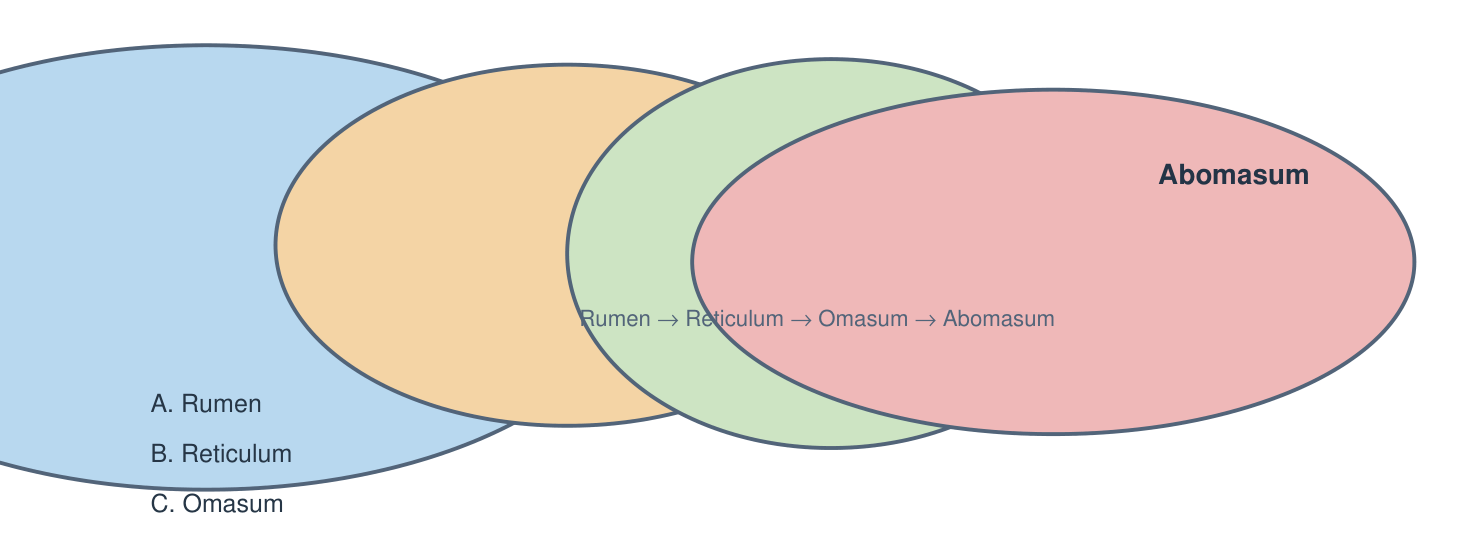 Abomasum
Rumen → Reticulum → Omasum → Abomasum
A. Rumen
B. Reticulum
C. Omasum